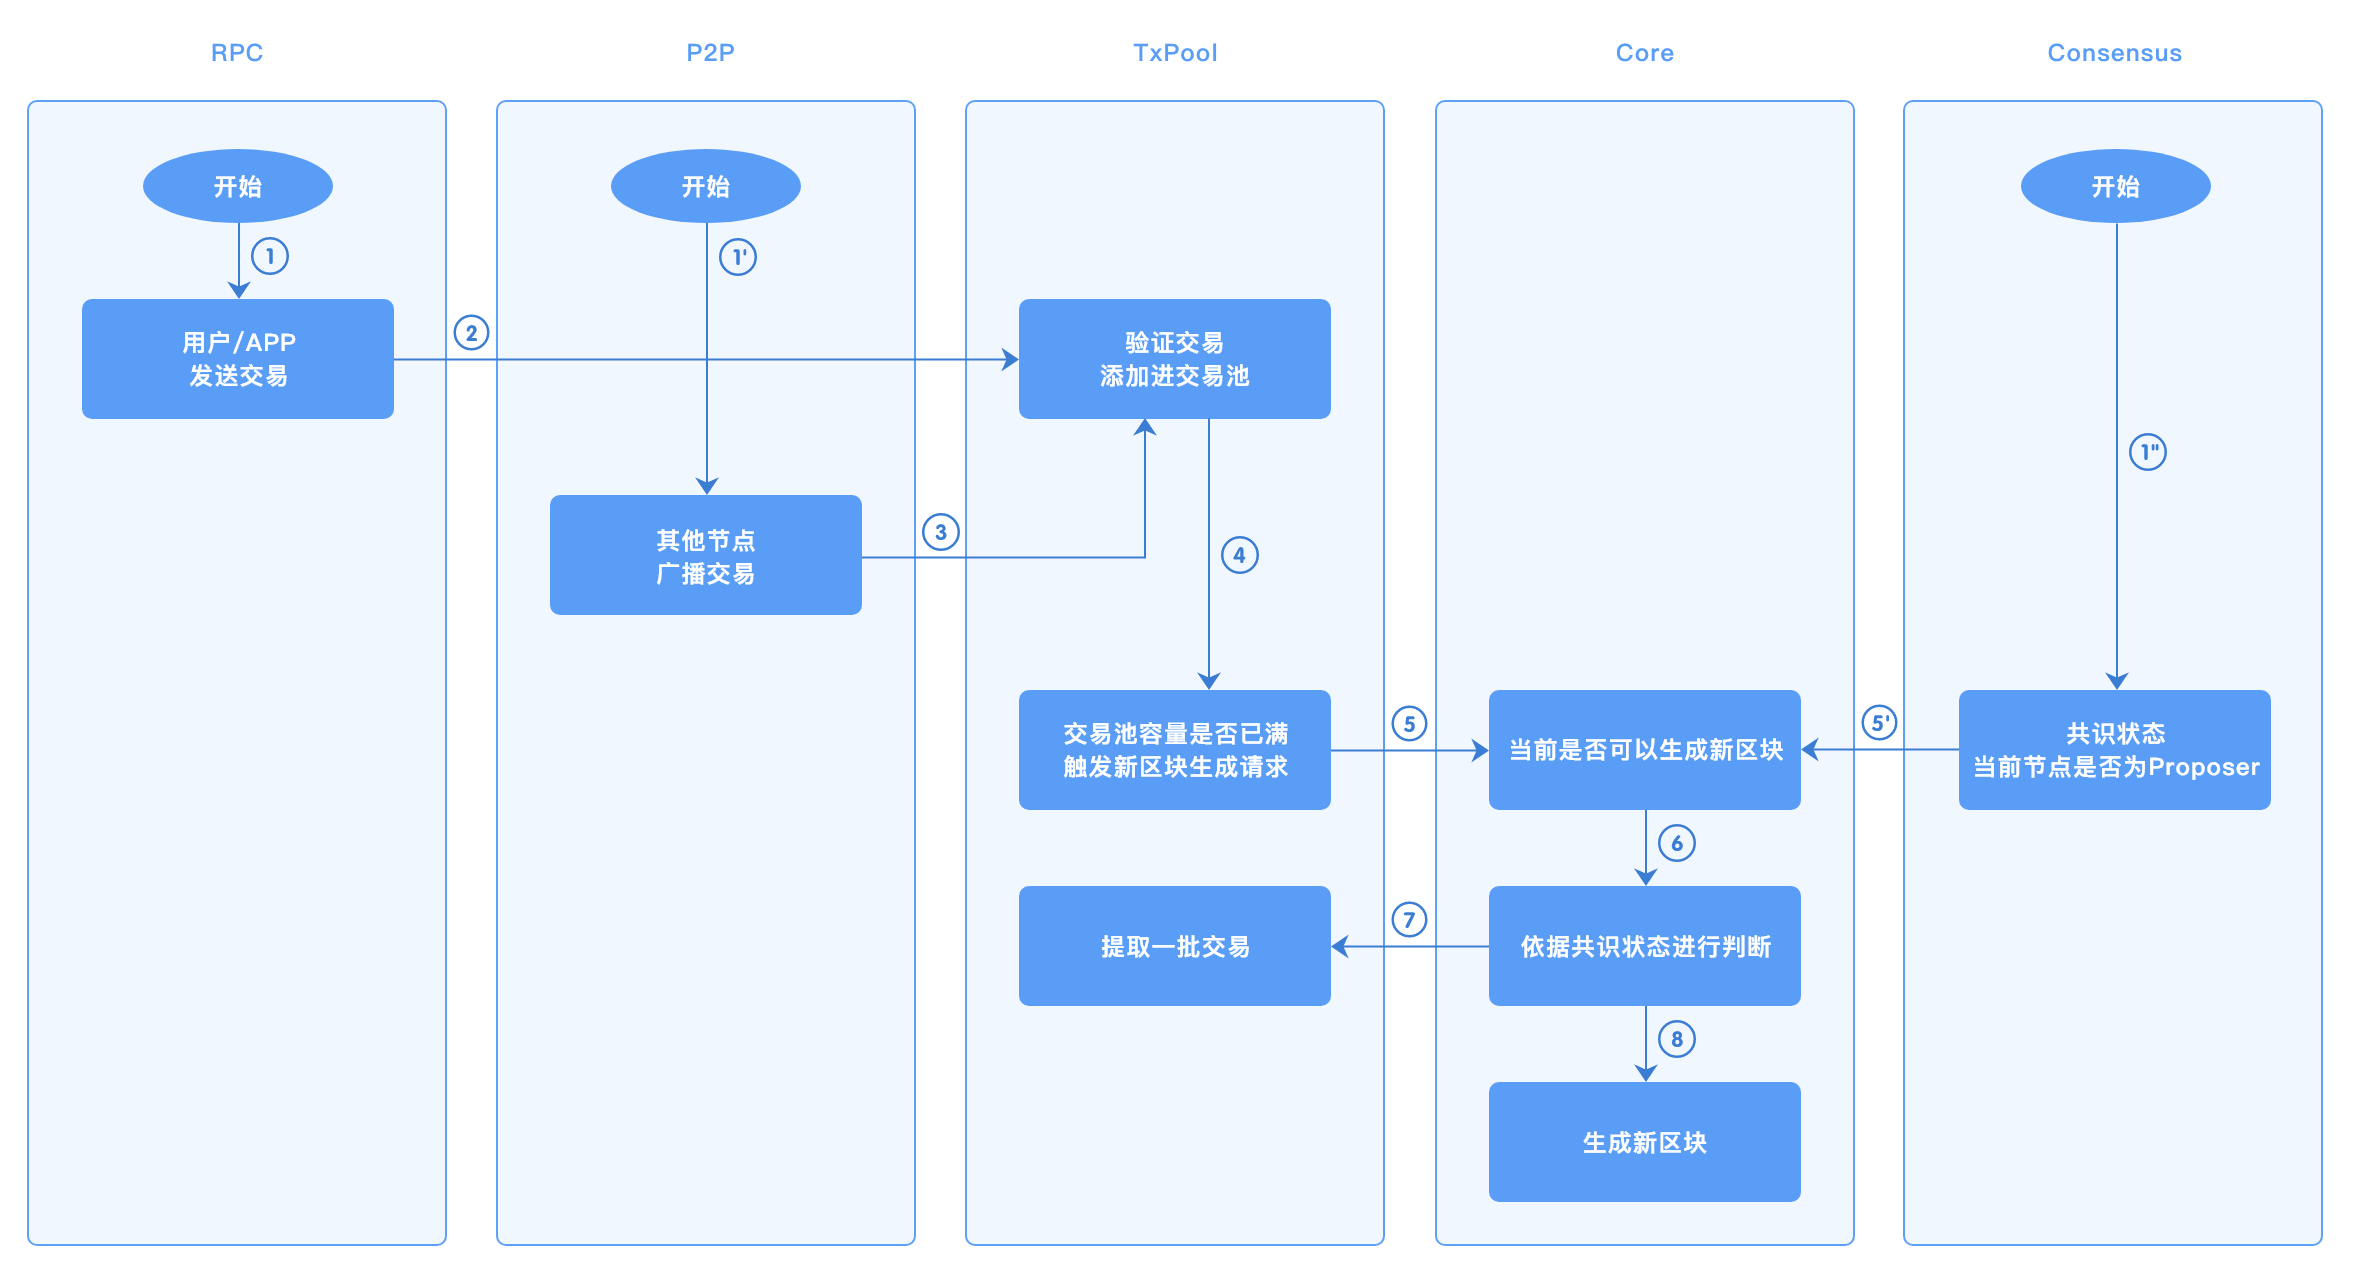 RPC
P2P
TxPool
Core
Consensus
开始
开始
开始
1
1'
1"
用户/APP
发送交易
2
验证交易
添加进交易池
其他节点
广播交易
3
4
交易池容量是否已满
触发新区块生成请求
5
当前是否可以生成新区块
5'
共识状态
当前节点是否为Proposer
6
提取一批交易
7
依据共识状态进行判断
8
生成新区块